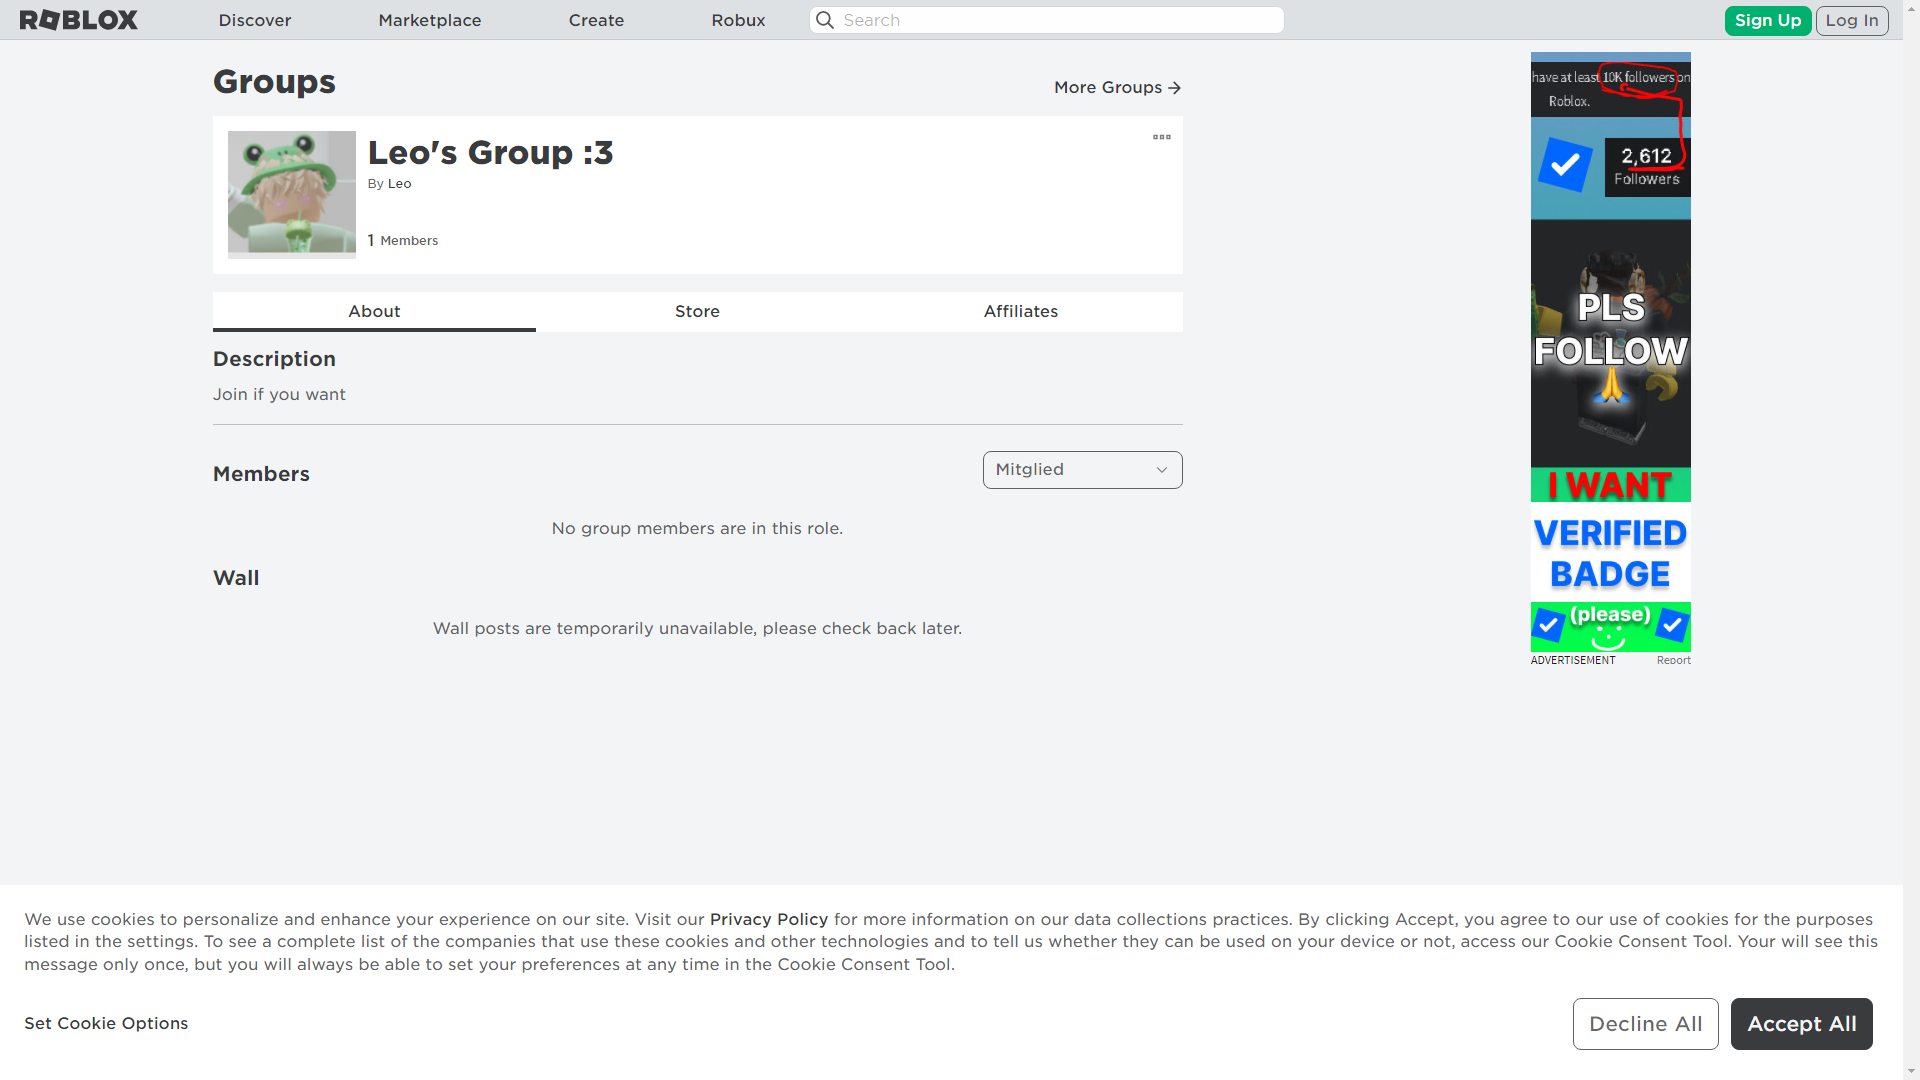 ROBLOX
Discover
Marketplace
Create
Robux
Search
Sign Up
Log In
Groups
More Groups
Leo's Group :3
By Leo
1 Members
About
Store
Affiliates
Description
Join if you want
Members
Mitglied
No group members are in this role.
Wall
Wall posts are temporarily unavailable, please check back later.
have at least 10K followers on
Roblox.
2,612
Followers
PLS
FOLLOW
I WANT
VERIFIED
BADGE
(please)
ADVERTISEMENT
Report
We use cookies to personalize and enhance your experience on our site. Visit our Privacy Policy for more information on our data collections practices. By clicking Accept, you agree to our use of cookies for the purposes
listed in the settings. To see a complete list of the companies that use these cookies and other technologies and to tell us whether they can be used on your device or not, access our Cookie Consent Tool. Your will see this
message only once, but you will always be able to set your preferences at any time in the Cookie Consent Tool.
Set Cookie Options
Decline All
Accept All